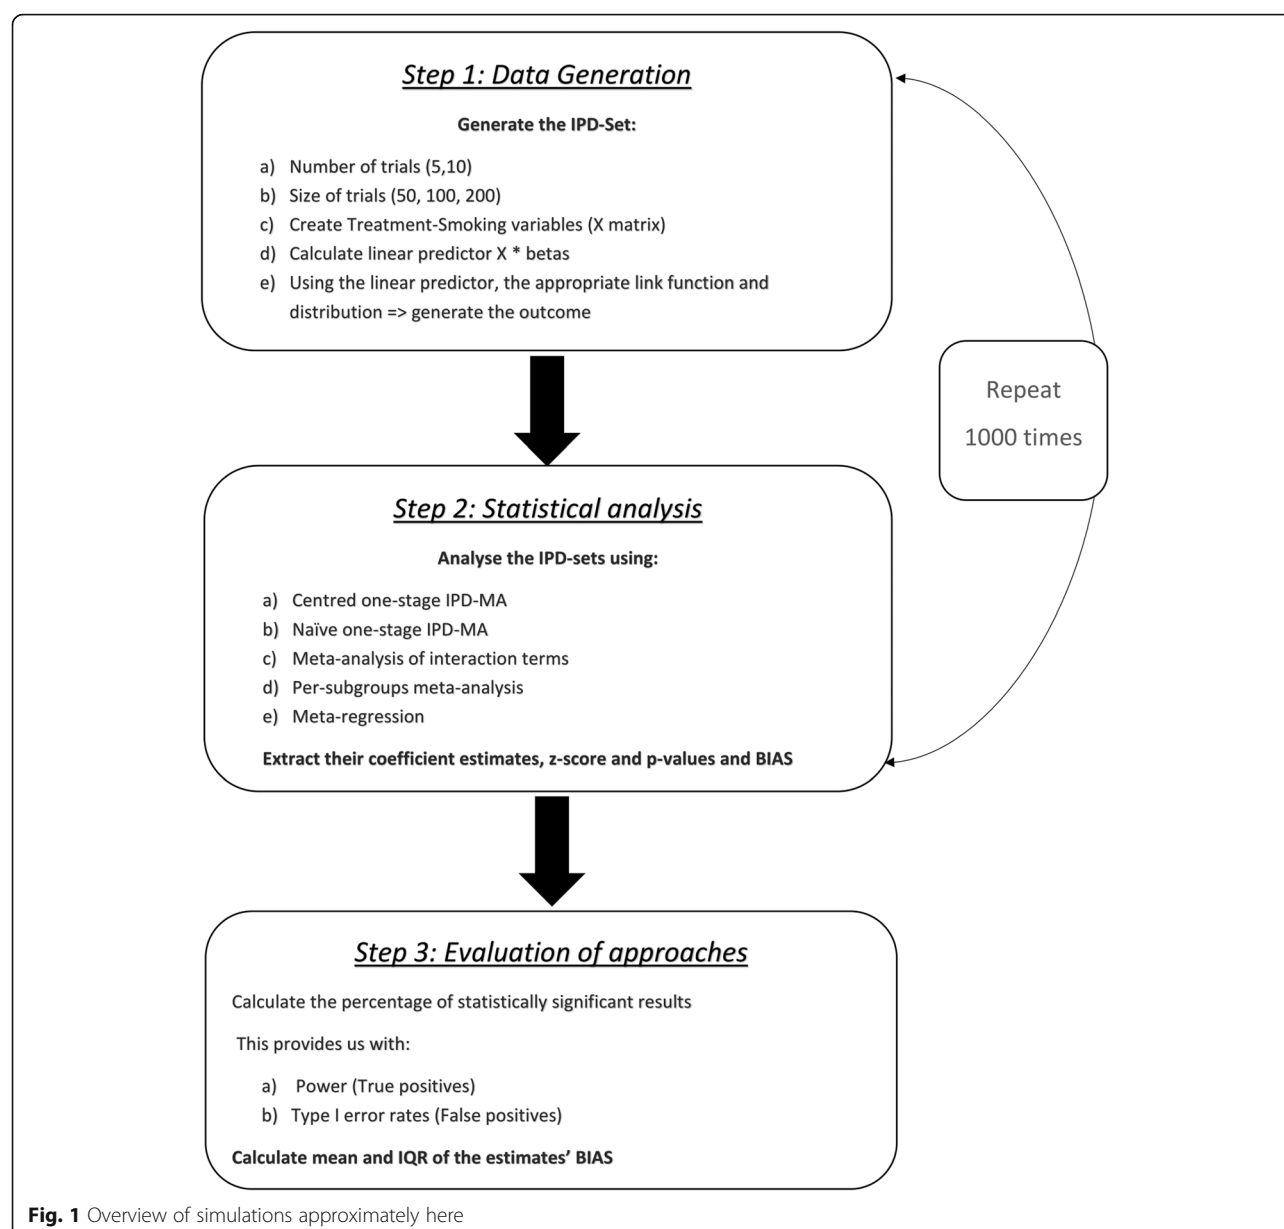 Step 1: Data Generation
Generate the IPD-Set:
a) Number of trials (5,10)
b) Size of trials (50, 100, 200)
c) Create Treatment-Smoking variables (X matrix)
d) Calculate linear predictor X * betas
e) Using the linear predictor, the appropriate link function and
distribution => generate the outcome
Repeat
1000 times
Step 2: Statistical analysis
Analyse the IPD-sets using:
a) Centred one-stage IPD-MA
b) Naïve one-stage IPD-MA
c) Meta-analysis of interaction terms
d) Per-subgroups meta-analysis
e) Meta-regression
Extract their coefficient estimates, z-score and p-values and BIAS
Step 3: Evaluation of approaches
Calculate the percentage of statistically significant results
This provides us with:
a) Power (True positives)
b) Type I error rates (False positives)
Calculate mean and IQR of the estimates’ BIAS
Fig. 1 Overview of simulations approximately here